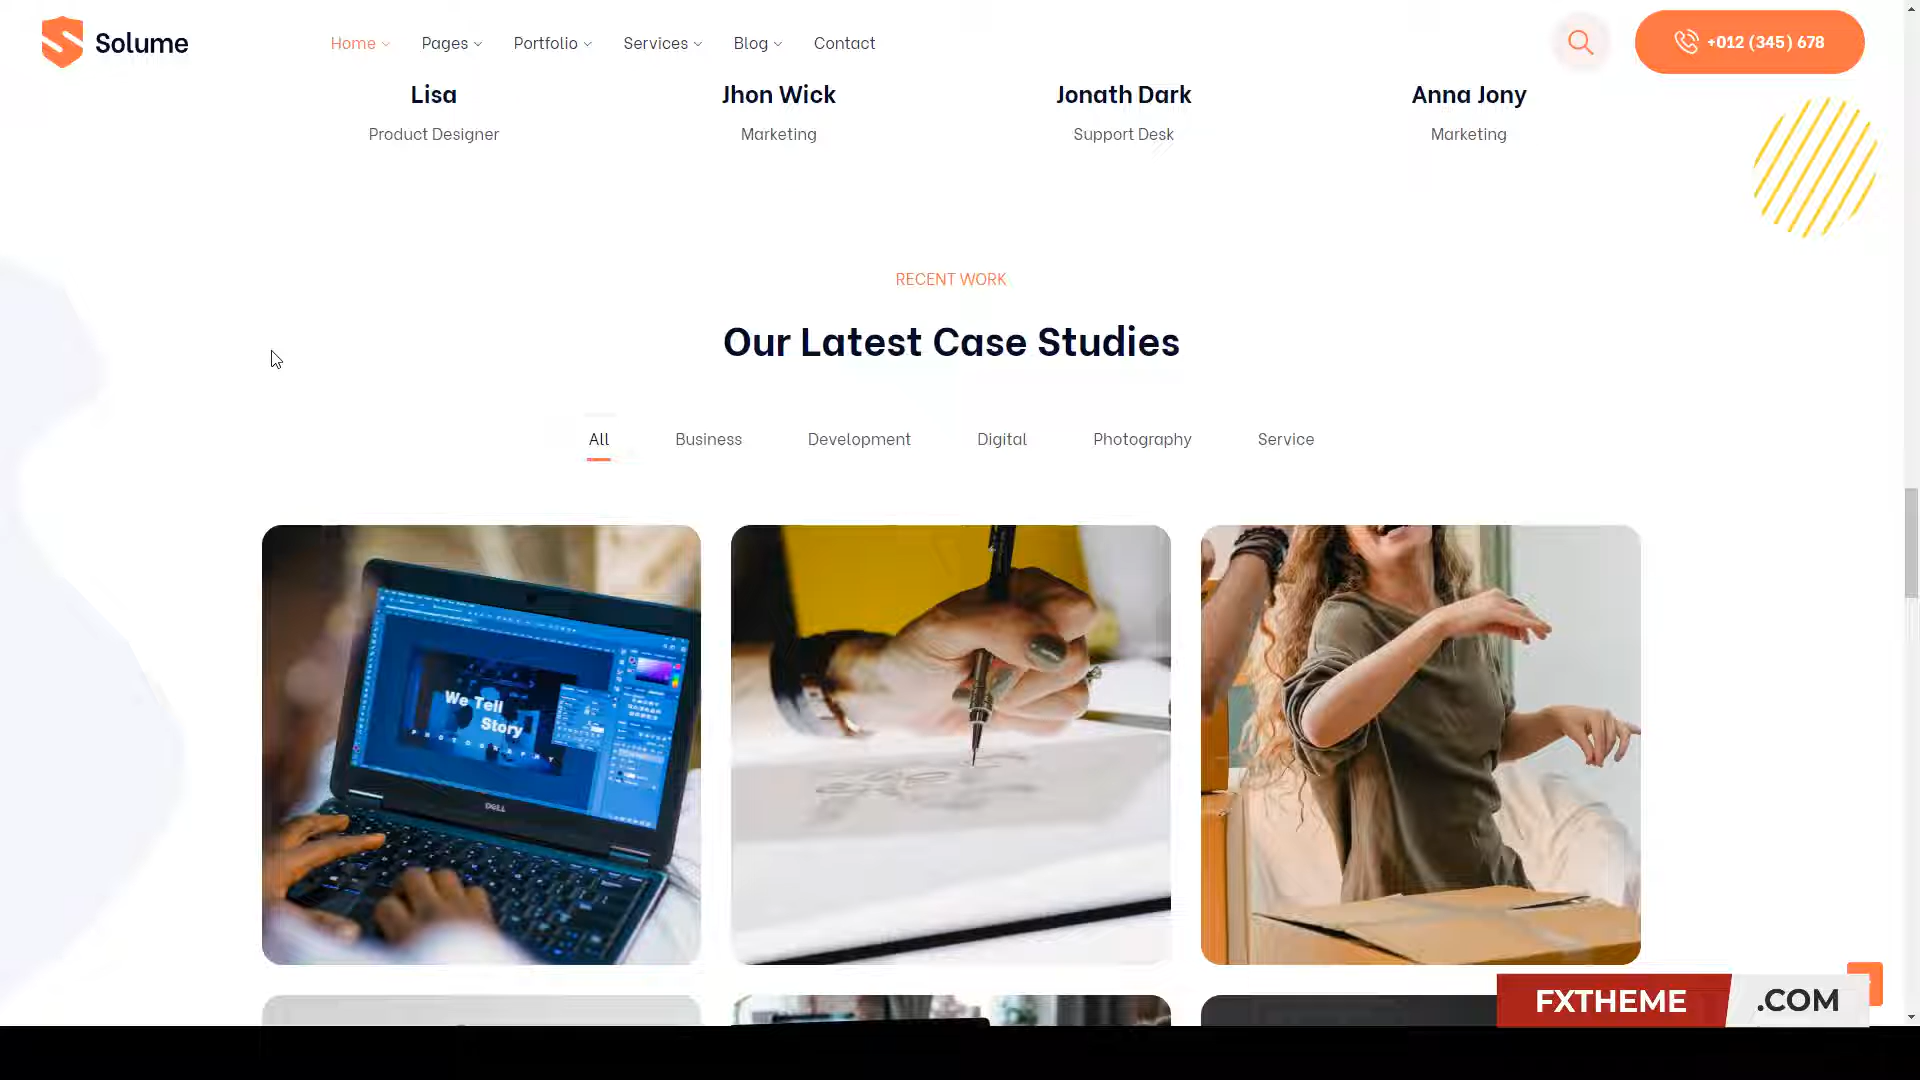 Solume
Home Pages Portfolio Services Blog Contact
+012 (345) 678
Lisa
Product Designer
Jhon Wick
Marketing
Jonath Dark
Support Desk
Anna Jony
Marketing
RECENT WORK
Our Latest Case Studies
All Business Development Digital Photography Service
We Tell
Story
PHOTOGRAPHY
DELL
FXTHEME.COM